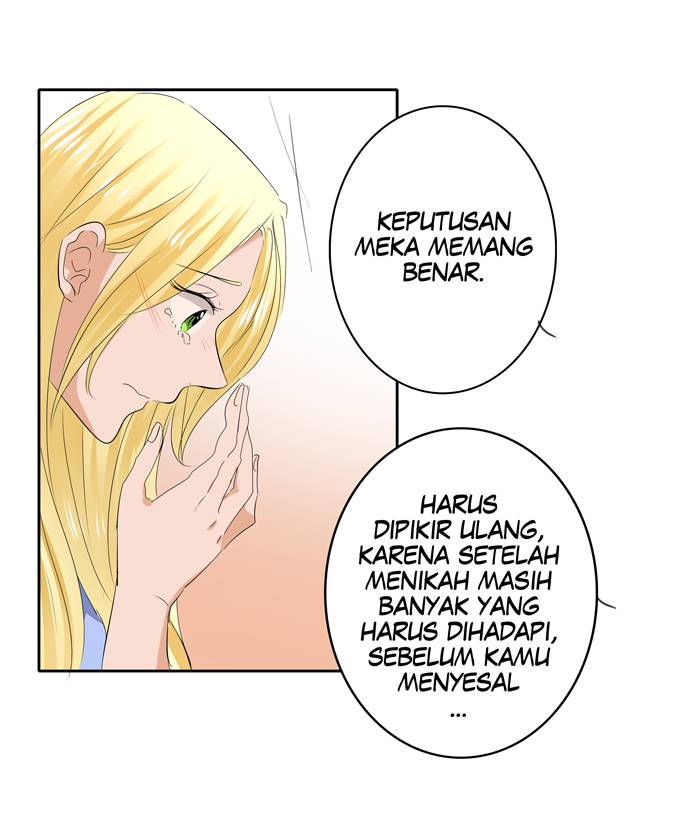 KEPUTUSAN
MEKA MEMANG
BENAR.
HARUS
DIPIKIR ULANG,
KARENA SETELAH
MENIKAH MASIH
BANYAK YANG
HARUS DIHADAPI,
SEBELUM KAMU
MENYESAL
...